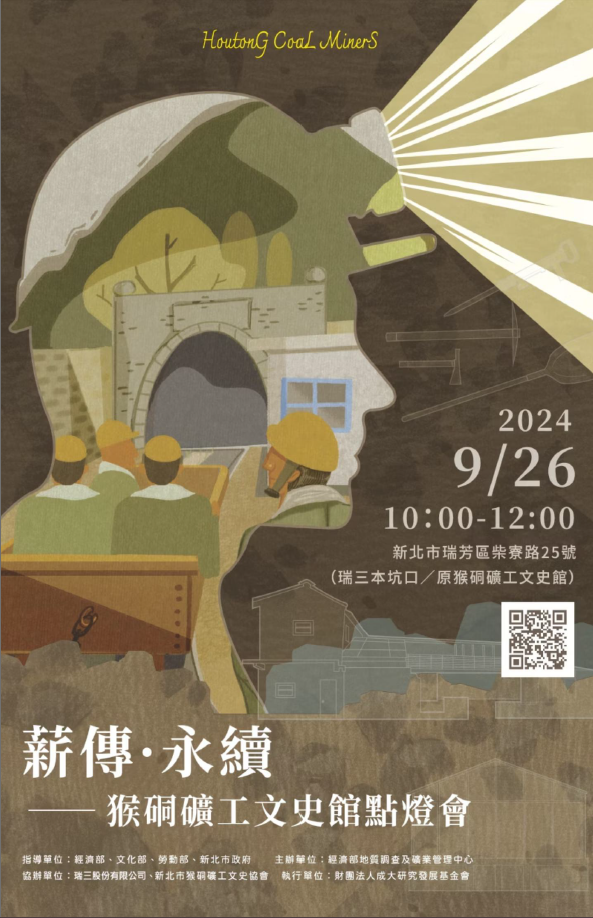 HoutonG CoaL MinerS
2024
9/26
10:00-12:00
新北市瑞芳區柴寮路25號
（瑞三本坑口／原猴硐礦工文史館）
薪傳·永續
——猴硐礦工文史館點燈會
指導單位：經濟部、文化部、勞動部、新北市政府 主辦單位：經濟部地質調查及礦業管理中心
協辦單位：瑞三股份有限公司、新北市猴硐礦工文史協會 執行單位：財團法人成大研究發展基金會